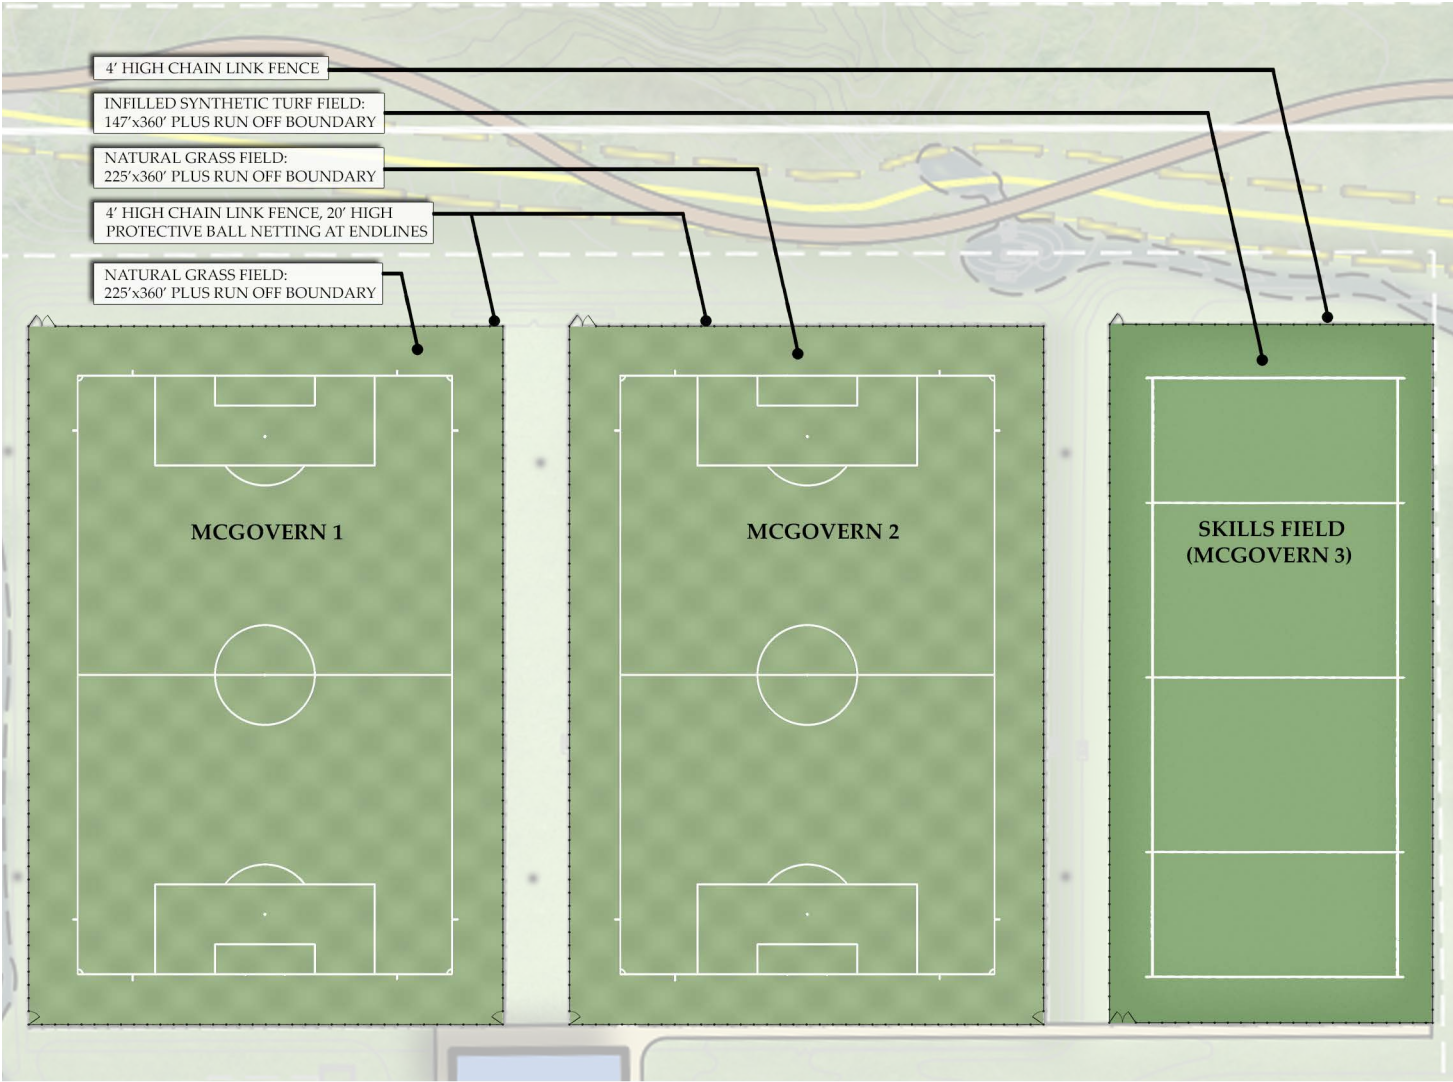 4' HIGH CHAIN LINK FENCE
INFILLED SYNTHETIC TURF FIELD:
147'x360' PLUS RUN OFF BOUNDARY
NATURAL GRASS FIELD:
225'x360' PLUS RUN OFF BOUNDARY
4' HIGH CHAIN LINK FENCE, 20' HIGH
PROTECTIVE BALL NETTING AT ENDLINES
NATURAL GRASS FIELD:
225'x360' PLUS RUN OFF BOUNDARY
MCGOVERN 1
MCGOVERN 2
SKILLS FIELD
(MCGOVERN 3)